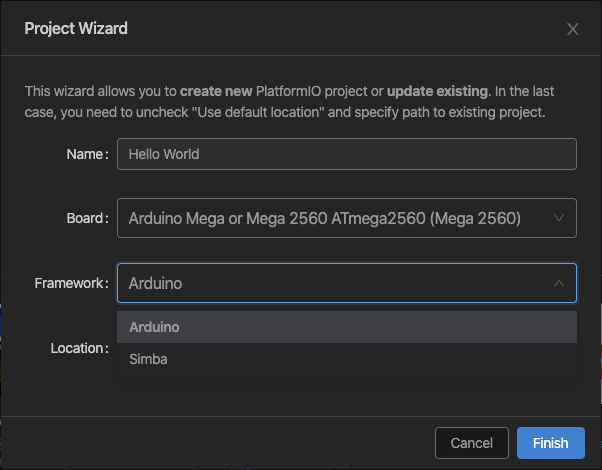 Project Wizard
This wizard allows you to create new PlatformIO project or update existing. In the last
case, you need to uncheck "Use default location" and specify path to existing project.
Name: Hello World
Board: Arduino Mega or Mega 2560 ATmega2560 (Mega 2560)
Framework: Arduino
Arduino
Location:
Simba
Cancel Finish